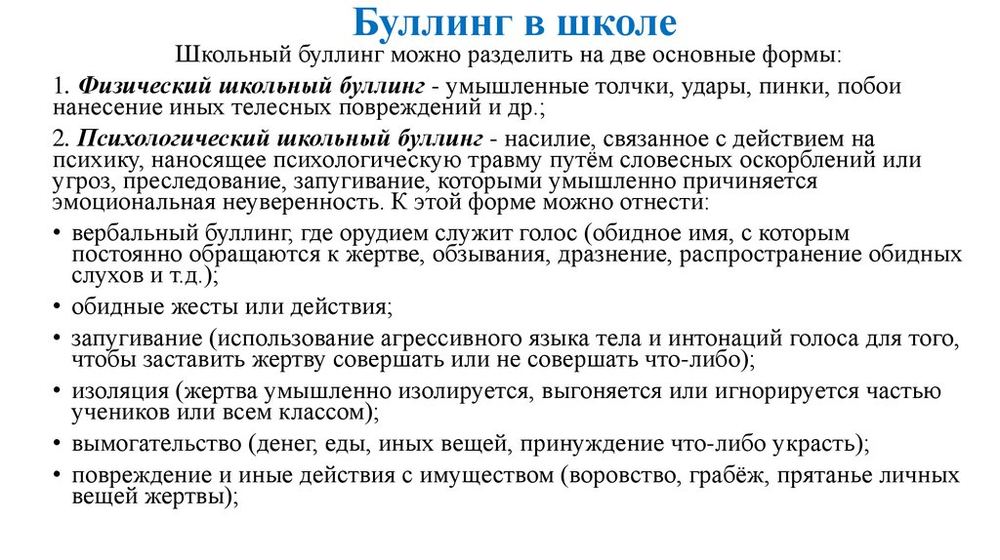 Буллинг в школе
Школьный буллинг можно разделить на две основные формы:
1. Физический школьный буллинг - умышленные толчки, удары, пинки, побои
нанесение иных телесных повреждений и др.;
2. Психологический школьный буллинг - насилие, связанное с действием на
психику, наносящее психологическую травму путём словесных оскорблений или
угроз, преследование, запугивание, которыми умышленно причиняется
эмоциональная неуверенность. К этой форме можно отнести:
• вербальный буллинг, где орудием служит голос (обидное имя, с которым
постоянно обращаются к жертве, обзывания, дразнение, распространение обидных
слухов и т.д.);
• обидные жесты или действия;
• запугивание (использование агрессивного языка тела и интонаций голоса для того,
чтобы заставить жертву совершать или не совершать что-либо);
• изоляция (жертва умышленно изолируется, выгоняется или игнорируется частью
учеников или всем классом);
• вымогательство (денег, еды, иных вещей, принуждение что-либо украсть);
• повреждение и иные действия с имуществом (воровство, грабёж, прятанье личных
вещей жертвы);